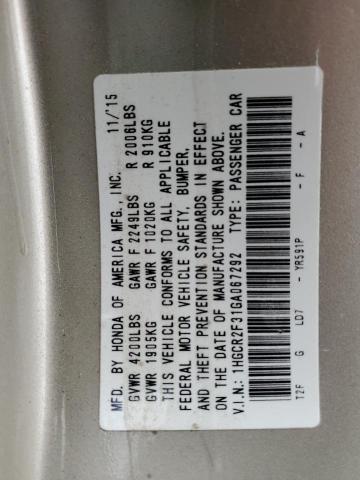 MFD. BY HONDA OF AMERICA MFG., INC. 11/'15
GVWR 4200LBS GAWR F 2249LBS R 2006LBS
GVWR 1905KG GAWR F 1020KG R 910KG
THIS VEHICLE CONFORMS TO ALL APPLICABLE
FEDERAL MOTOR VEHICLE SAFETY, BUMPER,
AND THEFT PREVENTION STANDARDS IN EFFECT
ON THE DATE OF MANUFACTURE SHOWN ABOVE.
V.I.N.: 1HGCR2F31GA067292 TYPE: PASSENGER CAR
T2F G LD7 - YR591P - F - A